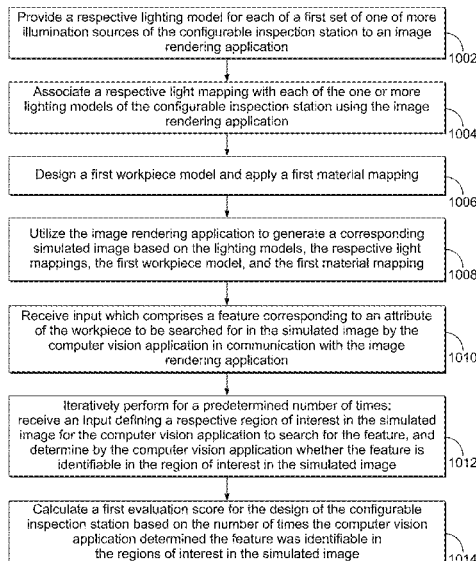 Provide a respective lighting model for each of a first set of one of more
illumination sources of the configurable inspection station to an image
rendering application
1002
Associate a respective light mapping with each of the one or more
lighting models of the configurable inspection station using the image
rendering application
1004
Design a first workpiece model and apply a first material mapping
1006
Utilize the image rendering application to generate a corresponding
simulated image based on the lighting models, the respective light
mappings, the first workpiece model, and the first material mapping
1008
Receive input which comprises a feature corresponding to an attribute
of the workpiece to be searched for in the simulated image by the
computer vision application in communication with the image
rendering application
1010
Iteratively perform for a predetermined number of times:
receive an Input defining a respective region of interest in the simulated
image for the computer vision application to search for the feature, and
determine by the computer vision application whether the feature is
identifiable in the region of interest in the simulated image
1012
Calculate a first evaluation score for the design of the configurable
inspection station based on the number of times the computer vision
application determined the feature was identifiable in
the regions of interest in the simulated image
1014